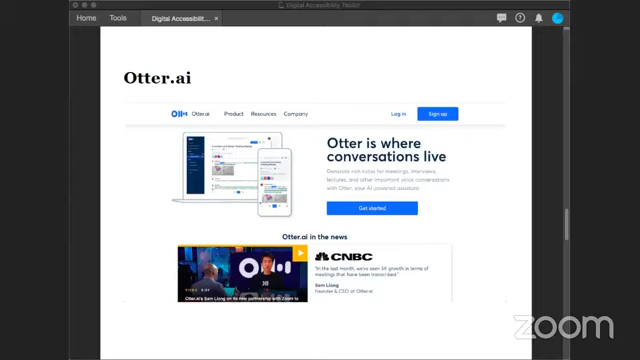 Digital Accessibility Toolkit
Home Tools Digital Accessibilit... ×
Otter.ai
Otter.ai Product Resources Company Log in Sign up
Otter is where
conversations live
Generate rich notes for meetings, interviews,
lectures, and other important voice conversations
with Otter, your AI powered assistant.
Get started
Otter.ai in the news
CNBC
"In the last month, we've seen 5X growth in terms of
meetings that have been transcribed."
Sam Liang
Founder & CEO at Otter.ai
VIDEO
Otter.ai's Sam Liang on its new partnership with Zoom to
zoom